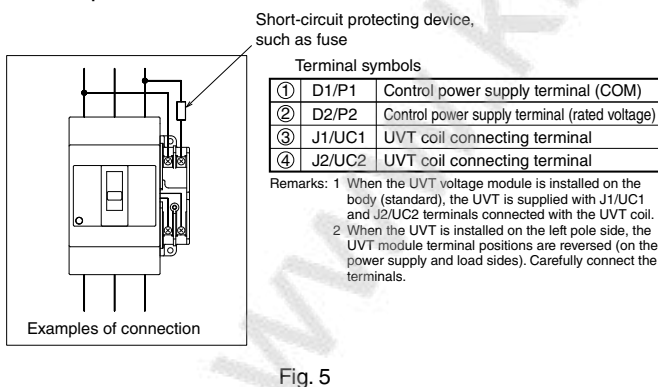 Short-circuit protecting device,
such as fuse
Terminal symbols
① D1/P1 Control power supply terminal (COM)
② D2/P2 Control power supply terminal (rated voltage)
③ J1/UC1 UVT coil connecting terminal
④ J2/UC2 UVT coil connecting terminal
Remarks: 1 When the UVT voltage module is installed on the
body (standard), the UVT is supplied with J1/UC1
and J2/UC2 terminals connected with the UVT coil.
2 When the UVT is installed on the left pole side, the
UVT module terminal positions are reversed (on the
power supply and load sides). Carefully connect the
terminals.
Examples of connection
Fig. 5